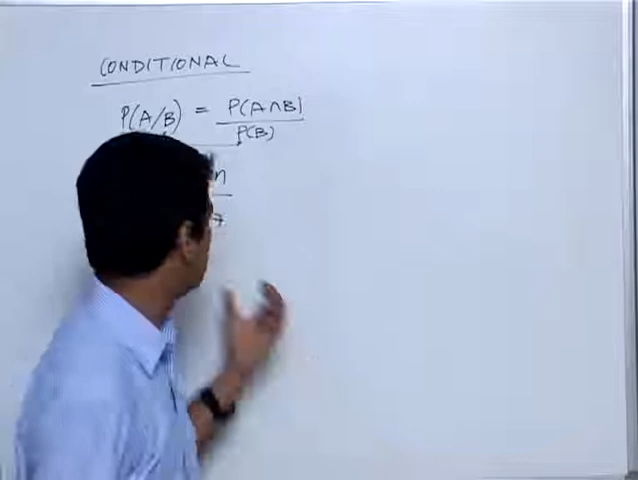 CONDITIONAL
P(A/B) = P(A∩B)
P(B)
n